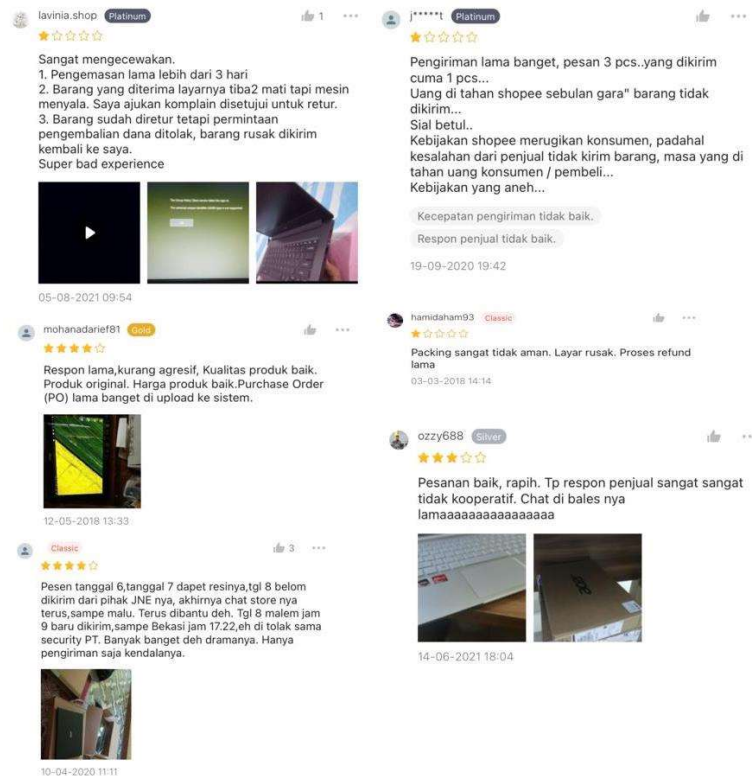 lavinia.shop Platinum 1
Sangat mengecewakan.
1. Pengemasan lama lebih dari 3 hari
2. Barang yang diterima layarnya tiba2 mati tapi mesin
menyala. Saya ajukan komplain disetujui untuk retur.
3. Barang sudah diretur tetapi permintaan
pengembalian dana ditolak, barang rusak dikirim
kembali ke saya.
Super bad experience
05-08-2021 09:54
mohanadarief81 Gold
Respon lama,kurang agresif, Kualitas produk baik.
Produk original. Harga produk baik.Purchase Order
(PO) lama banget di upload ke sistem.
12-05-2018 13:33
Classic 3
Pesen tanggal 6,tanggal 7 dapet resinya,tgl 8 belom
dikirim dari pihak JNE nya, akhirnya chat store nya
terus,sampe malu. Terus dibantu deh. Tgl 8 malem jam
9 baru dikirim,sampe Bekasi jam 17.22,eh di tolak sama
security PT. Banyak banget deh dramanya. Hanya
pengiriman saja kendalanya.
10-04-2020 11:11
j*****t Platinum
Pengiriman lama banget, pesan 3 pcs..yang dikirim
cuma 1 pcs...
Uang di tahan shopee sebulan gara" barang tidak
dikirim...
Sial betul..
Kebijakan shopee merugikan konsumen, padahal
kesalahan dari penjual tidak kirim barang, masa yang di
tahan uang konsumen / pembeli...
Kebijakan yang aneh...
Kecepatan pengiriman tidak baik.
Respon penjual tidak baik.
19-09-2020 19:42
hamidaham93 Classic
Packing sangat tidak aman. Layar rusak. Proses refund
lama
03-03-2018 14:14
ozzy688 Silver
Pesanan baik, rapih. Tp respon penjual sangat sangat
tidak kooperatif. Chat di bales nya
lamaaaaaaaaaaaaaaaa
acer
14-06-2021 18:04